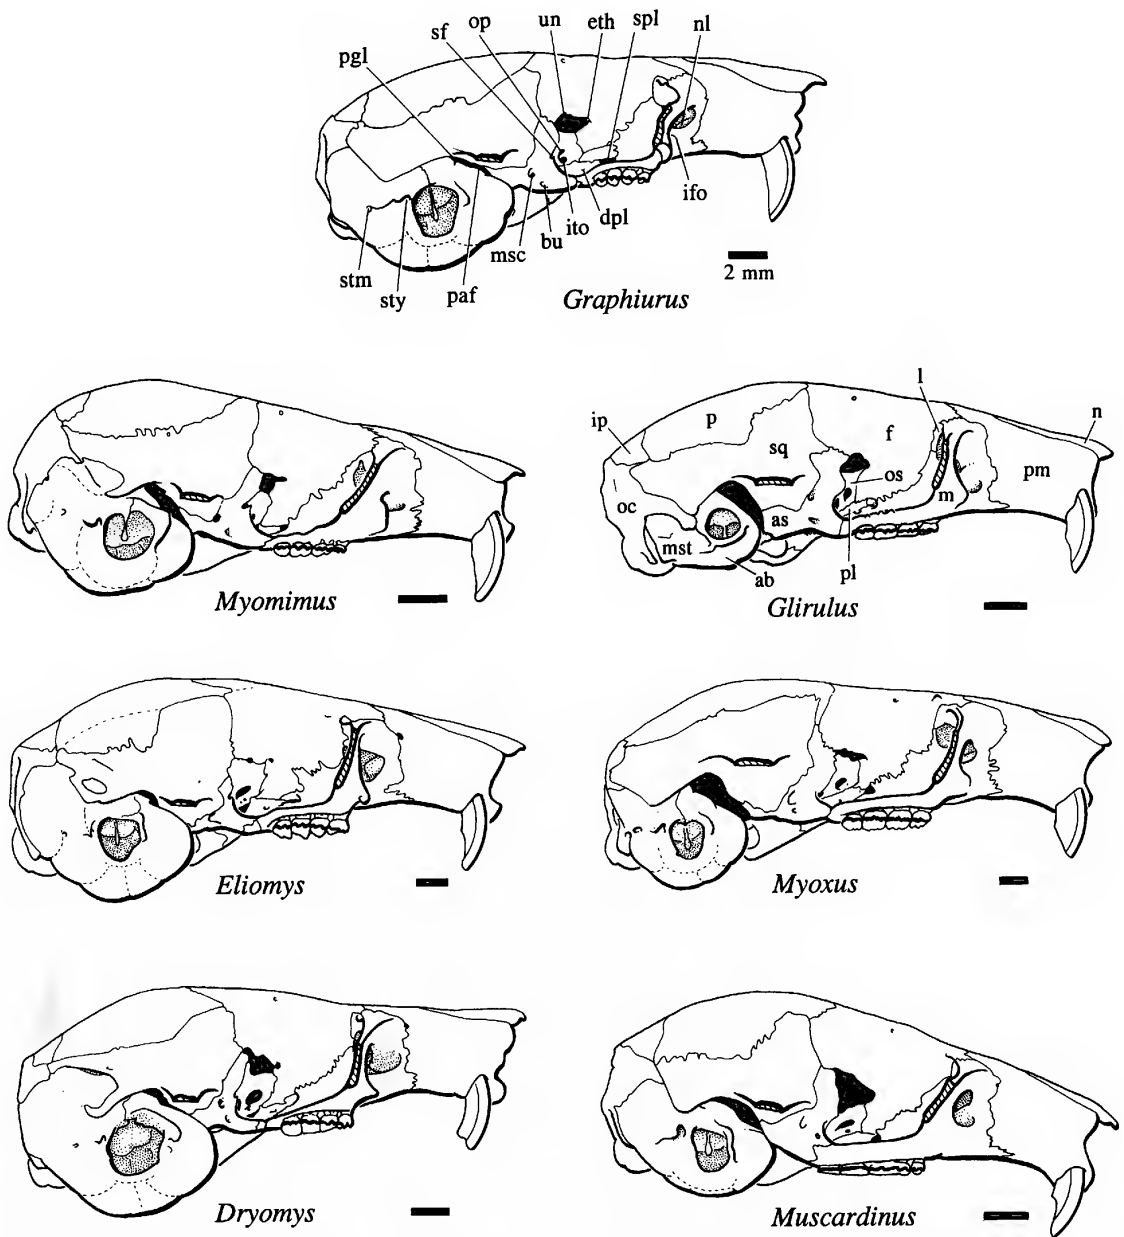 op
un
eth
spl
nl
sf
pgl
ifo
dpl
ito
bu
msc
stm
sty
paf
2 mm
Graphiurus
l
ip
p
n
sq
f
os
pm
oc
as
m
mst
ab
pl
Myomimus
Glirulus
Eliomys
Myoxus
Dryomys
Muscardinus